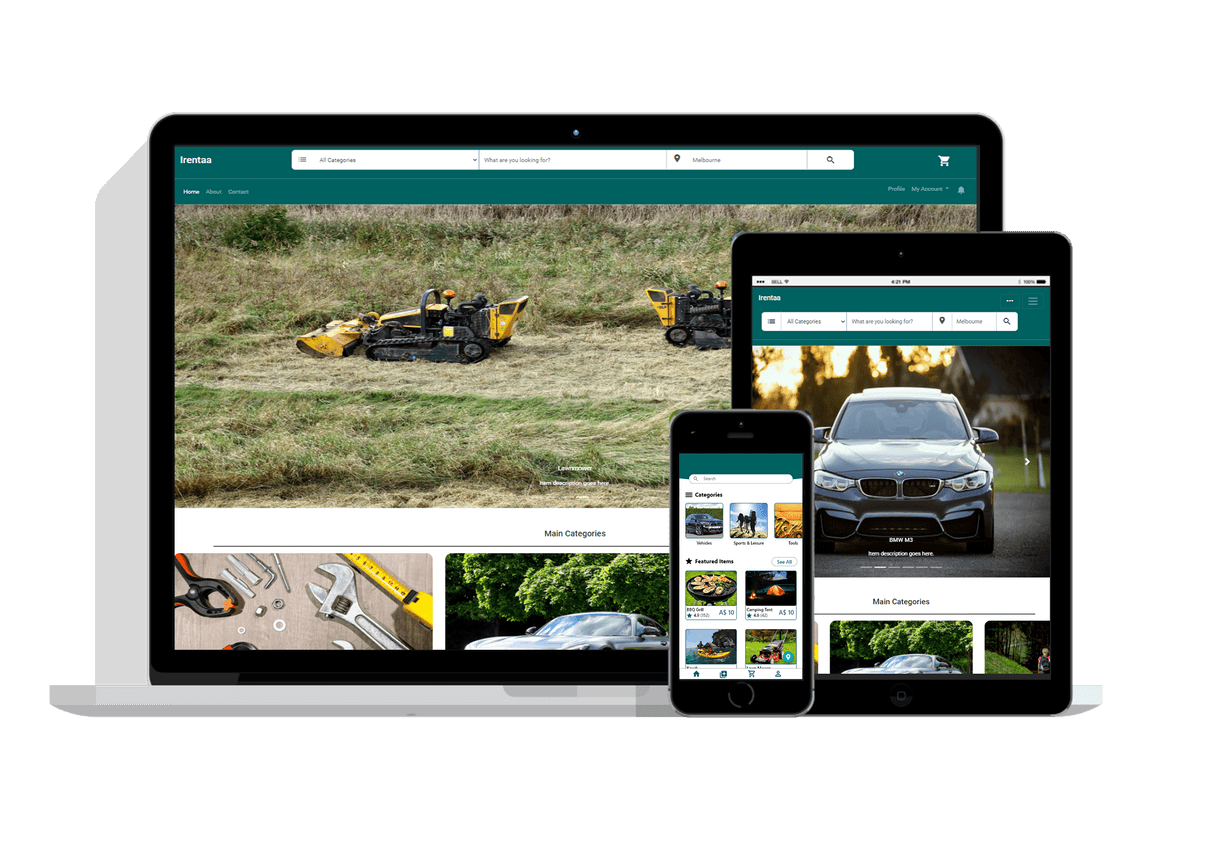 Irentaa
All Categories
What are you looking for?
Melbourne
Home About Contact
Profile My Account
Lawnmower
Item description goes here.
Main Categories
SELL
4:21 PM
100%
Irentaa
All Categories
What are you looking for?
Melbourne
BMW M3
Item description goes here.
Main Categories
Search
Categories
Vehicles
Sports & Leisure
Tools
Featured Items
See All
BBQ Grill
4.9
A$ 10
Camping Tent
4.8 (42)
A$ 10